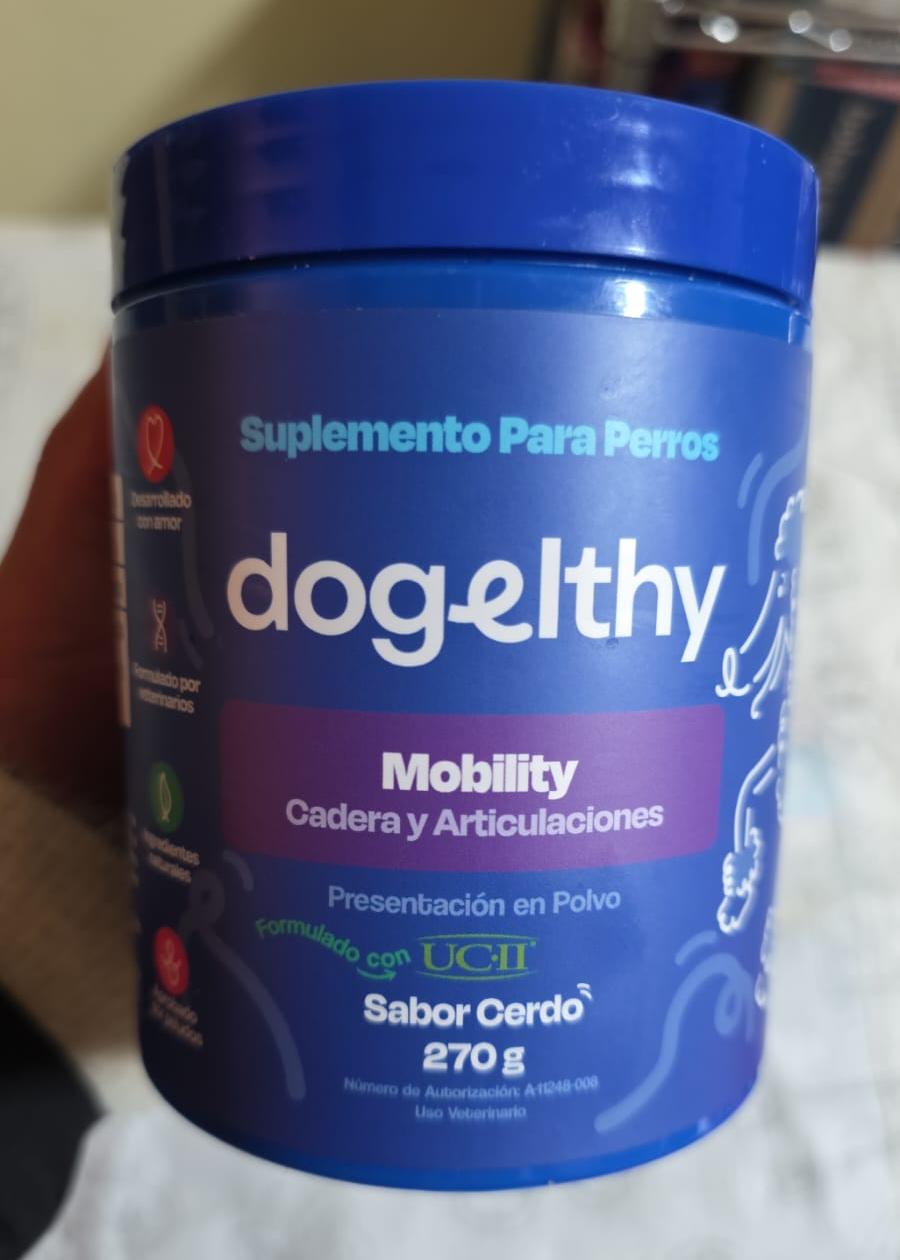 Suplemento Para Perros
dogelthy
Mobility
Cadera y Articulaciones
Presentación en Polvo
Formulado con UC·II®
Sabor Cerdo
270 g
Número de Autorización: A-11248-008
Uso Veterinario
Desarrollado
con amor
Formulado por
veterinarios
Ingredientes
naturales